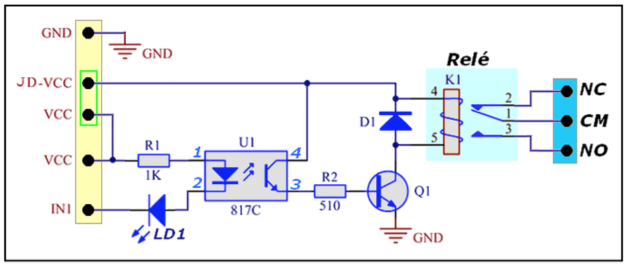 GND
GND
JD-VCC
VCC
VCC
IN1
R1
1K
U1
1
2
4
3
817C
LD1
R2
510
D1
Q1
GND
Relé
K1
4
5
2
1
3
NC
CM
NO